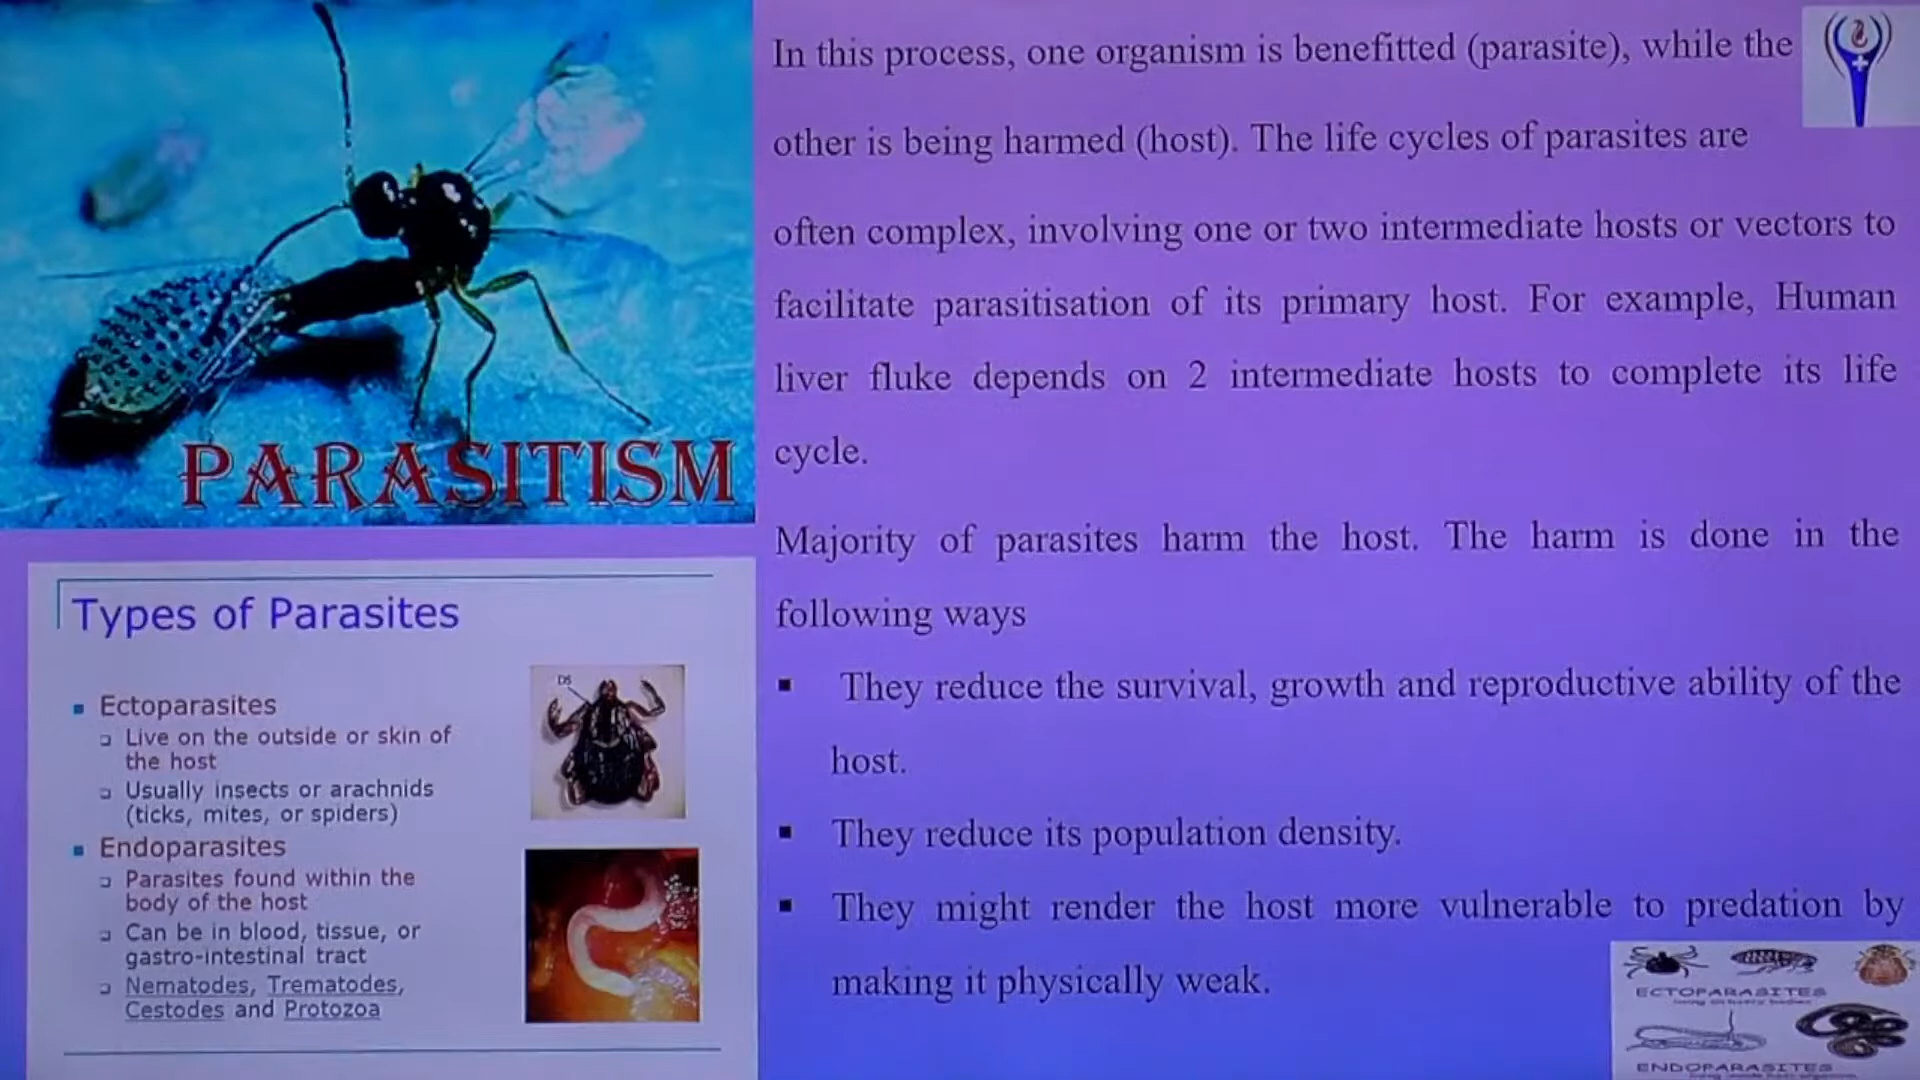 PARASITISM
Types of Parasites
Ectoparasites
Live on the outside or skin of
the host
Usually insects or arachnids
(ticks, mites, or spiders)
Endoparasites
Parasites found within the
body of the host
Can be in blood, tissue, or
gastro-intestinal tract
Nematodes, Trematodes,
Cestodes and Protozoa
DS
In this process, one organism is benefitted (parasite), while the
other is being harmed (host). The life cycles of parasites are
often complex, involving one or two intermediate hosts or vectors to
facilitate parasitisation of its primary host. For example, Human
liver fluke depends on 2 intermediate hosts to complete its life
cycle.
Majority of parasites harm the host. The harm is done in the
following ways
▪ They reduce the survival, growth and reproductive ability of the
host.
▪ They reduce its population density.
▪ They might render the host more vulnerable to predation by
making it physically weak.
ECTOPARASITES
ENDOPARASITES